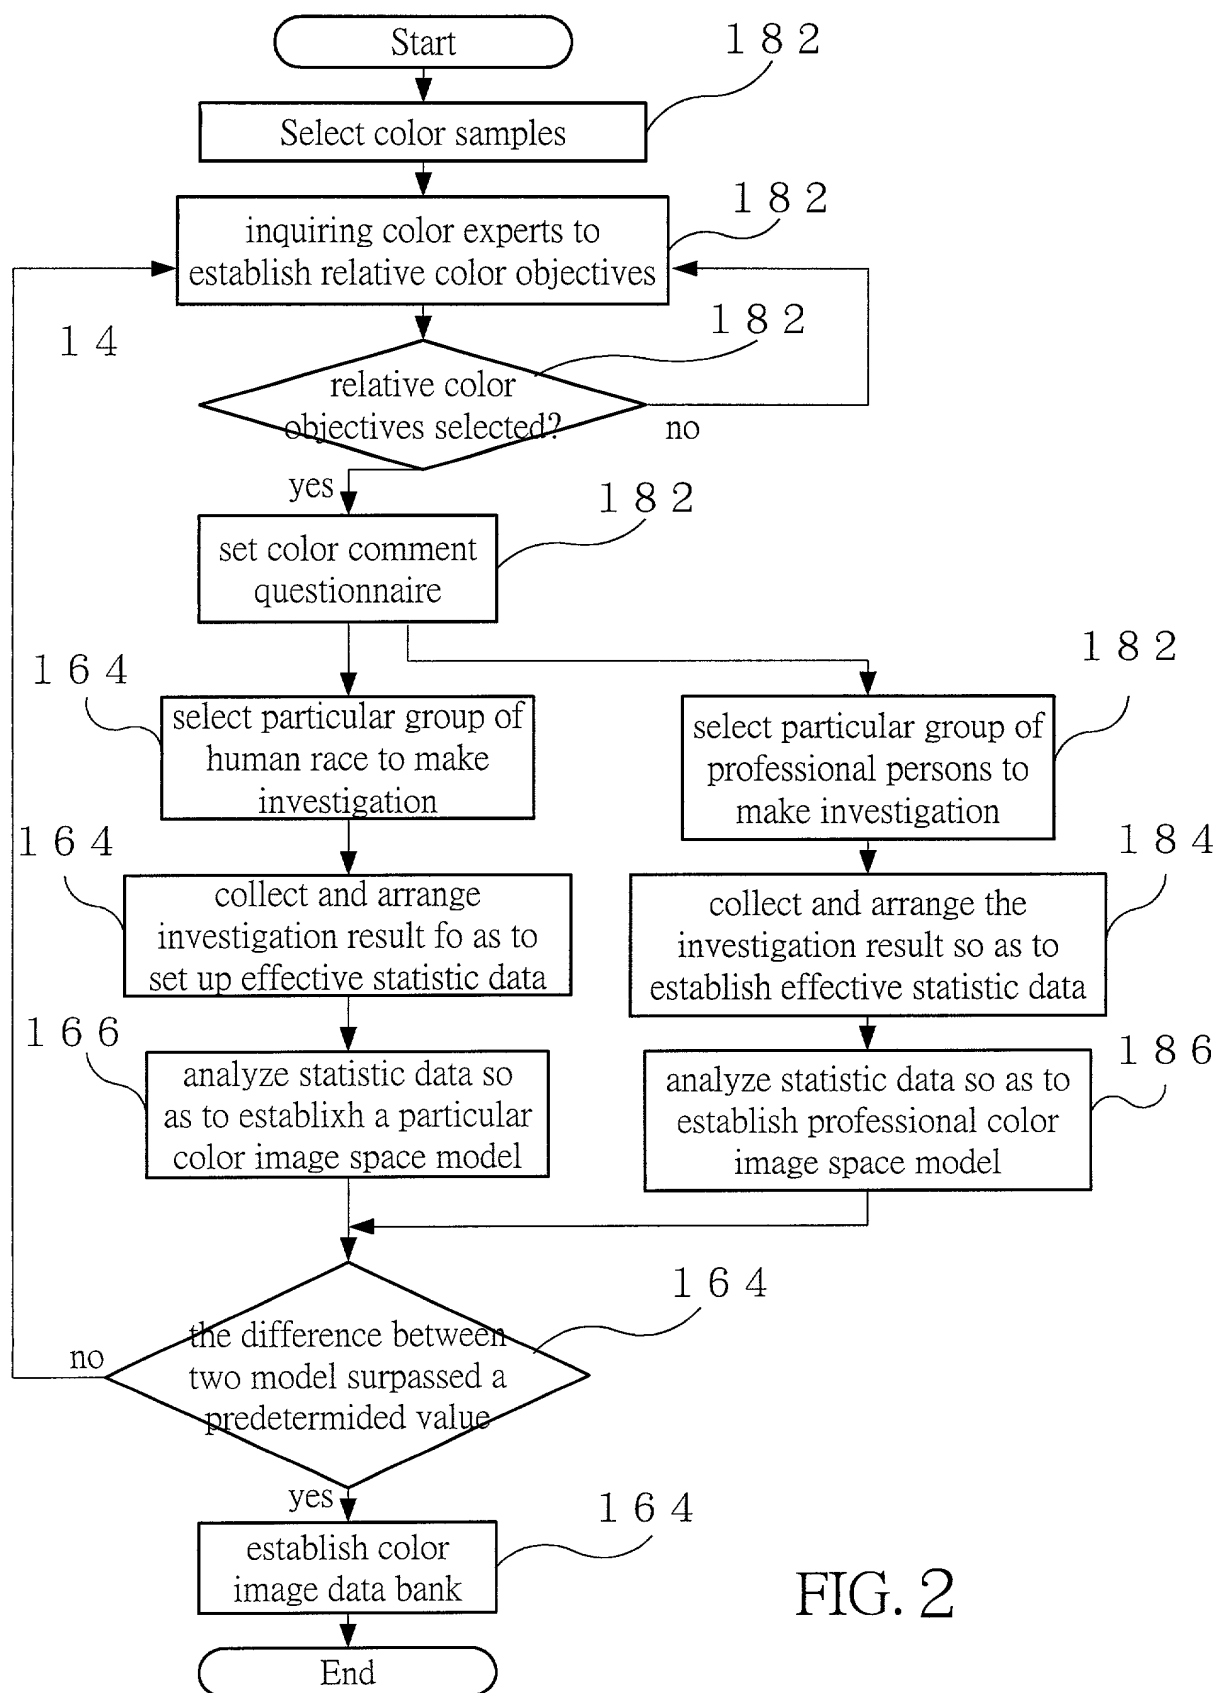 Start
1 8 2
Select color samples
1 8 2
inquiring color experts to
establish relative color objectives
1 4
1 8 2
relative color
objectives selected?
no
yes
1 8 2
set color comment
questionnaire
1 6 4
select particular group of
human race to make
investigation
1 8 2
select particular group of
professional persons to
make investigation
1 6 4
collect and arrange
investigation result fo as to
set up effective statistic data
1 8 4
collect and arrange the
investigation result so as to
establish effective statistic data
1 6 6
analyze statistic data so
as to establixh a particular
color image space model
1 8 6
analyze statistic data so as to
establish professional color
image space model
1 6 4
the difference between
two model surpassed a
predetermided value
no
yes
1 6 4
establish color
image data bank
End
FIG. 2